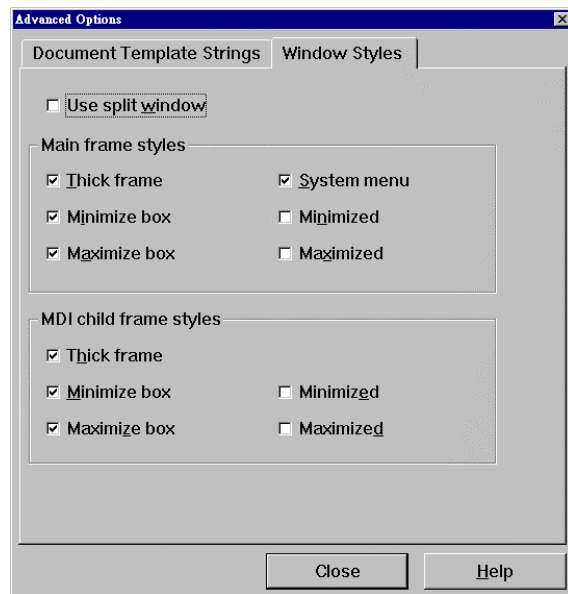 Advanced Options
Document Template Strings
Window Styles
Use split window
Main frame styles
Thick frame
System menu
Minimize box
Minimized
Maximize box
Maximized
MDI child frame styles
Thick frame
Minimize box
Minimized
Maximize box
Maximized
Close
Help